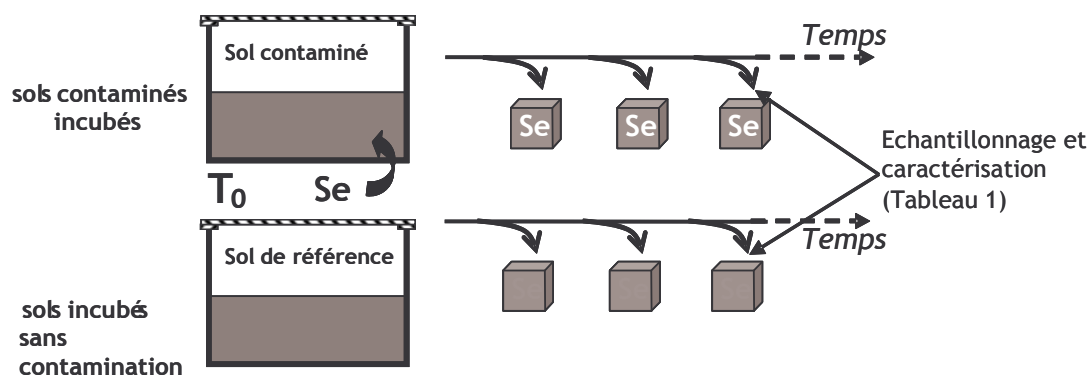 Sol contaminé
Temps
sols contaminés
incubés
Se Se Se
Echantillonnage et
caractérisation
(Tableau 1)
T0 Se
Temps
Sol de référence
sols incubés
sans
contamination